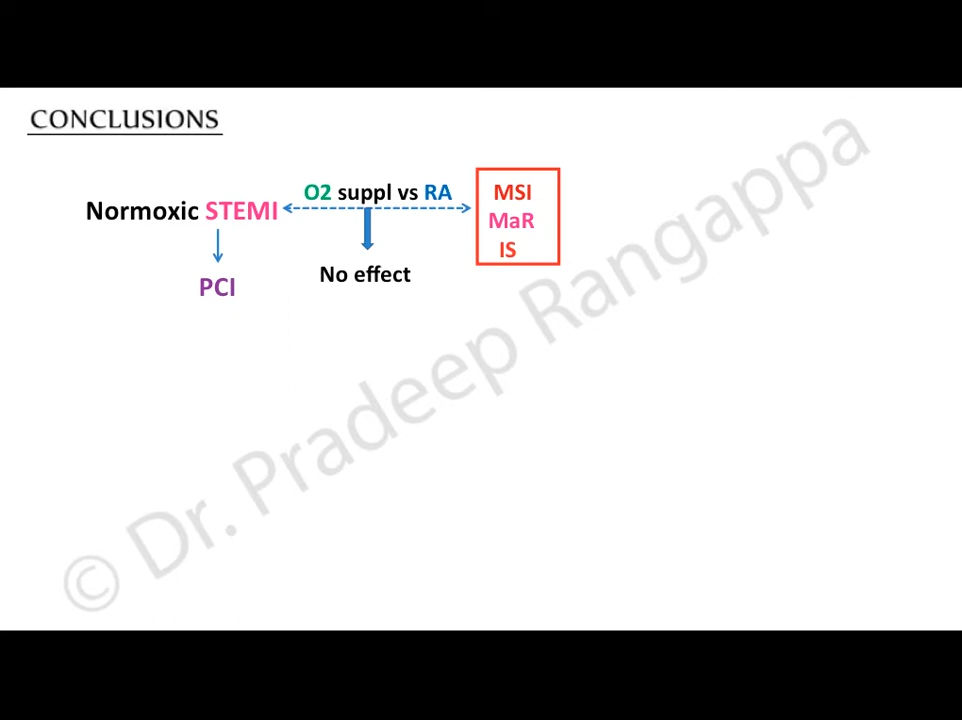 CONCLUSIONS
O2 suppl vs RA
Normoxic STEMI
MSI
MaR
IS
No effect
PCI
© Dr. Pradeep Rangappa